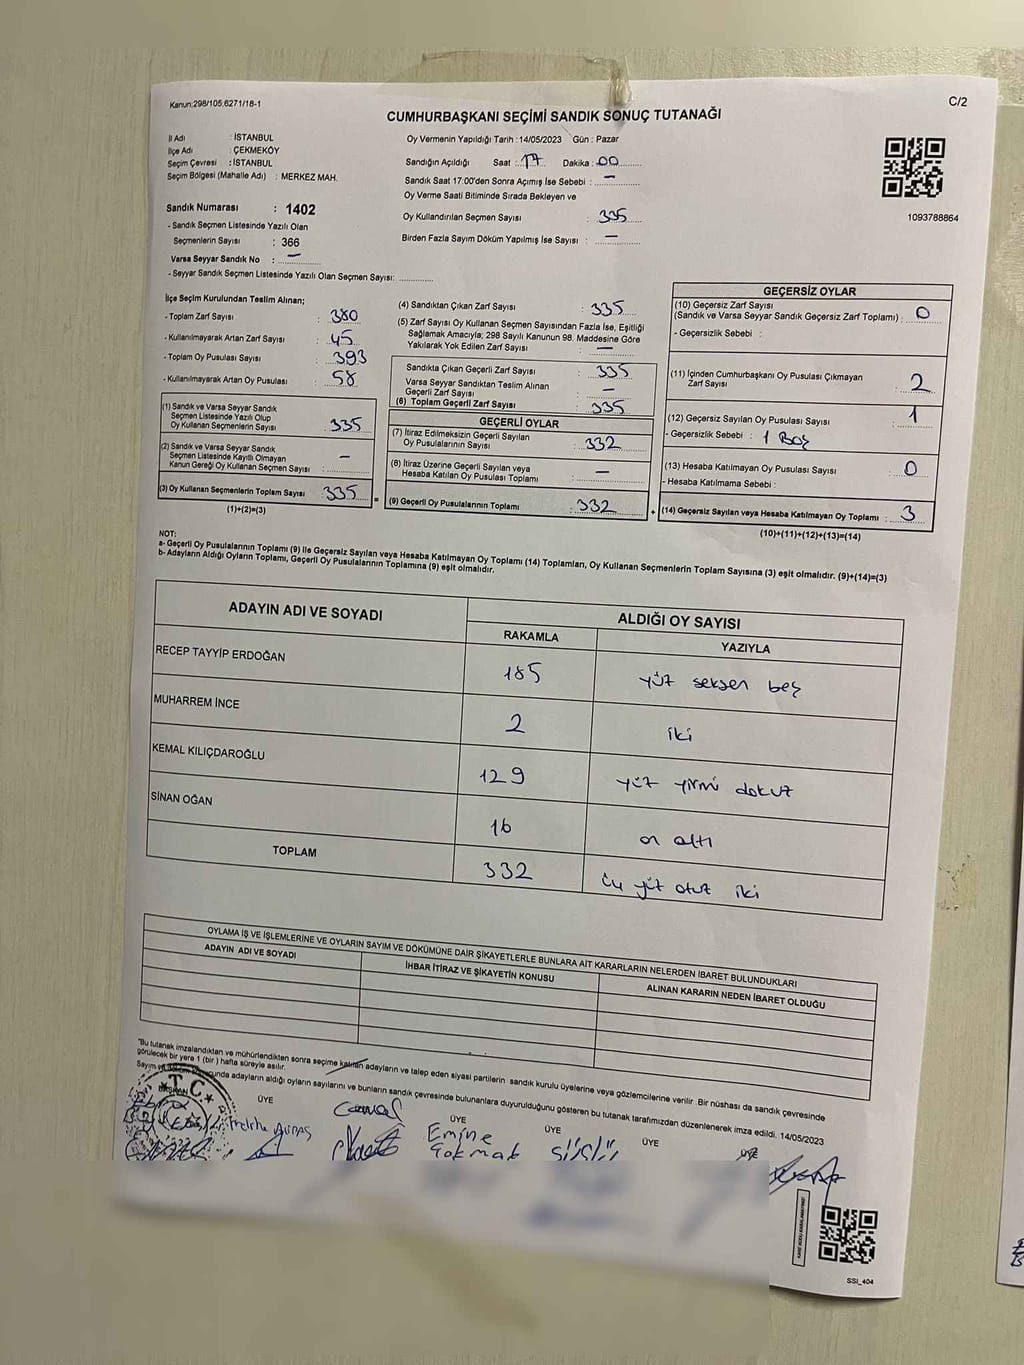 Kanun:298/105,6271/18-1
C/2
CUMHURBAŞKANI SEÇİMİ SANDIK SONUÇ TUTANAĞI
İl Adı : İSTANBUL
İlçe Adı : ÇEKMEKÖY
Seçim Çevresi : İSTANBUL
Seçim Bölgesi (Mahalle Adı) : MERKEZ MAH.
Oy Vermenin Yapıldığı Tarih :14/05/2023 Gün : Pazar
Sandığın Açıldığı Saat : 17 Dakika : 00
Sandık Saat 17:00'den Sonra Açımış İse Sebebi : —
Oy Verme Saati Bitiminde Sırada Bekleyen ve
Oy Kullandırılan Seçmen Sayısı : 335
Birden Fazla Sayım Döküm Yapılmış İse Sayısı : —
1093788864
Sandık Numarası : 1402
- Sandık Seçmen Listesinde Yazılı Olan
Seçmenlerin Sayısı : 366
Varsa Seyyar Sandık No : —
- Seyyar Sandık Seçmen Listesinde Yazılı Olan Seçmen Sayısı:
İlçe Seçim Kurulundan Teslim Alınan;
- Toplam Zarf Sayısı : 380
- Kullanılmayarak Artan Zarf Sayısı : 45
- Toplam Oy Pusulası Sayısı : 393
- Kullanılmayarak Artan Oy Pusulası : 58
(1) Sandık ve Varsa Seyyar Sandık
Seçmen Listesinde Yazılı Olup
Oy Kullanan Seçmenlerin Sayısı : 335
(2) Sandık ve Varsa Seyyar Sandık
Seçmen Listesinde Kayıtlı Olmayan
Kanun Gereği Oy Kullanan Seçmen Sayısı : —
(3) Oy Kullanan Seçmenlerin Toplam Sayısı : 335 =
(1)+(2)=(3)
(4) Sandıktan Çıkan Zarf Sayısı : 335
(5) Zarf Sayısı Oy Kullanan Seçmen Sayısından Fazla İse, Eşitliği
Sağlamak Amacıyla; 298 Sayılı Kanunun 98. Maddesine Göre
Yakılarak Yok Edilen Zarf Sayısı : —
Sandıkta Çıkan Geçerli Zarf Sayısı : 335
Varsa Seyyar Sandıktan Teslim Alınan
Geçerli Zarf Sayısı : —
(6) Toplam Geçerli Zarf Sayısı : 335
GEÇERLİ OYLAR
(7) İtiraz Edilmeksizin Geçerli Sayılan
Oy Pusulalarının Sayısı : 332
(8) İtiraz Üzerine Geçerli Sayılan veya
Hesaba Katılan Oy Pusulası Toplamı : —
(9) Geçerli Oy Pusulalarının Toplamı : 332 +
GEÇERSİZ OYLAR
(10) Geçersiz Zarf Sayısı
(Sandık ve Varsa Seyyar Sandık Geçersiz Zarf Toplamı) : 0
- Geçersizlik Sebebi :
(11) İçinden Cumhurbaşkanı Oy Pusulası Çıkmayan
Zarf Sayısı : 2
(12) Geçersiz Sayılan Oy Pusulası Sayısı : 1
- Geçersizlik Sebebi : 1 Boş
(13) Hesaba Katılmayan Oy Pusulası Sayısı : 0
- Hesaba Katılmama Sebebi :
(14) Geçersiz Sayılan veya Hesaba Katılmayan Oy Toplamı : 3
(10)+(11)+(12)+(13)=(14)
NOT:
a- Geçerli Oy Pusulasının Toplamı (9) ile Geçersiz Sayılan veya Hesaba Katılmayan Oy Toplamı (14) Toplamları, Oy Kullanan Seçmenlerin Toplam Sayısına (3) eşit olmalıdır. (9)+(14)=(3)
b- Adayların Aldığı Oyların Toplamı, Geçerli Oy Pusulalarının Toplamına (9) eşit olmalıdır.
ADAYIN ADI VE SOYADI
ALDIĞI OY SAYISI
RAKAMLA YAZIYLA
RECEP TAYYİP ERDOĞAN 185 yüz seksen beş
MUHARREM İNCE 2 iki
KEMAL KILIÇDAROĞLU 129 yüz yirmi dokuz
SİNAN OĞAN 16 on altı
TOPLAM 332 üç yüz otuz iki
OYLAMA İŞ VE İŞLEMLERİNE VE OYLARIN SAYIM VE DÖKÜMÜNE DAİR ŞİKAYETLERLE BUNLARA AİT KARARLARIN NELERDEN İBARET BULUNDUKLARI
ADAYIN ADI VE SOYADI
İHBAR İTİRAZ VE ŞİKAYETİN KONUSU
ALINAN KARARIN NEDEN İBARET OLDUĞU
"Bu tutanak imzalandıktan ve mühürlendikten sonra seçime katılan adayların ve talep eden siyasi partilerin sandık kurulu üyelerine veya gözlemcilerine verilir. Bir nüshası da sandık çevresinde
görülecek bir yere 1 (bir) hafta süreyle asılır.
Sayım adayların aldığı oyların sayılarını ve bunların sandık çevresinde bulunanlara duyurulduğunu gösteren bu tutanak tarafımızdan düzenlenerek imza edildi. 14/05/2023
T.C.
BAŞKAN
ÜYE
ÜYE
ÜYE
ÜYE
ÜYE
Emine
Tokmak
SSI_404